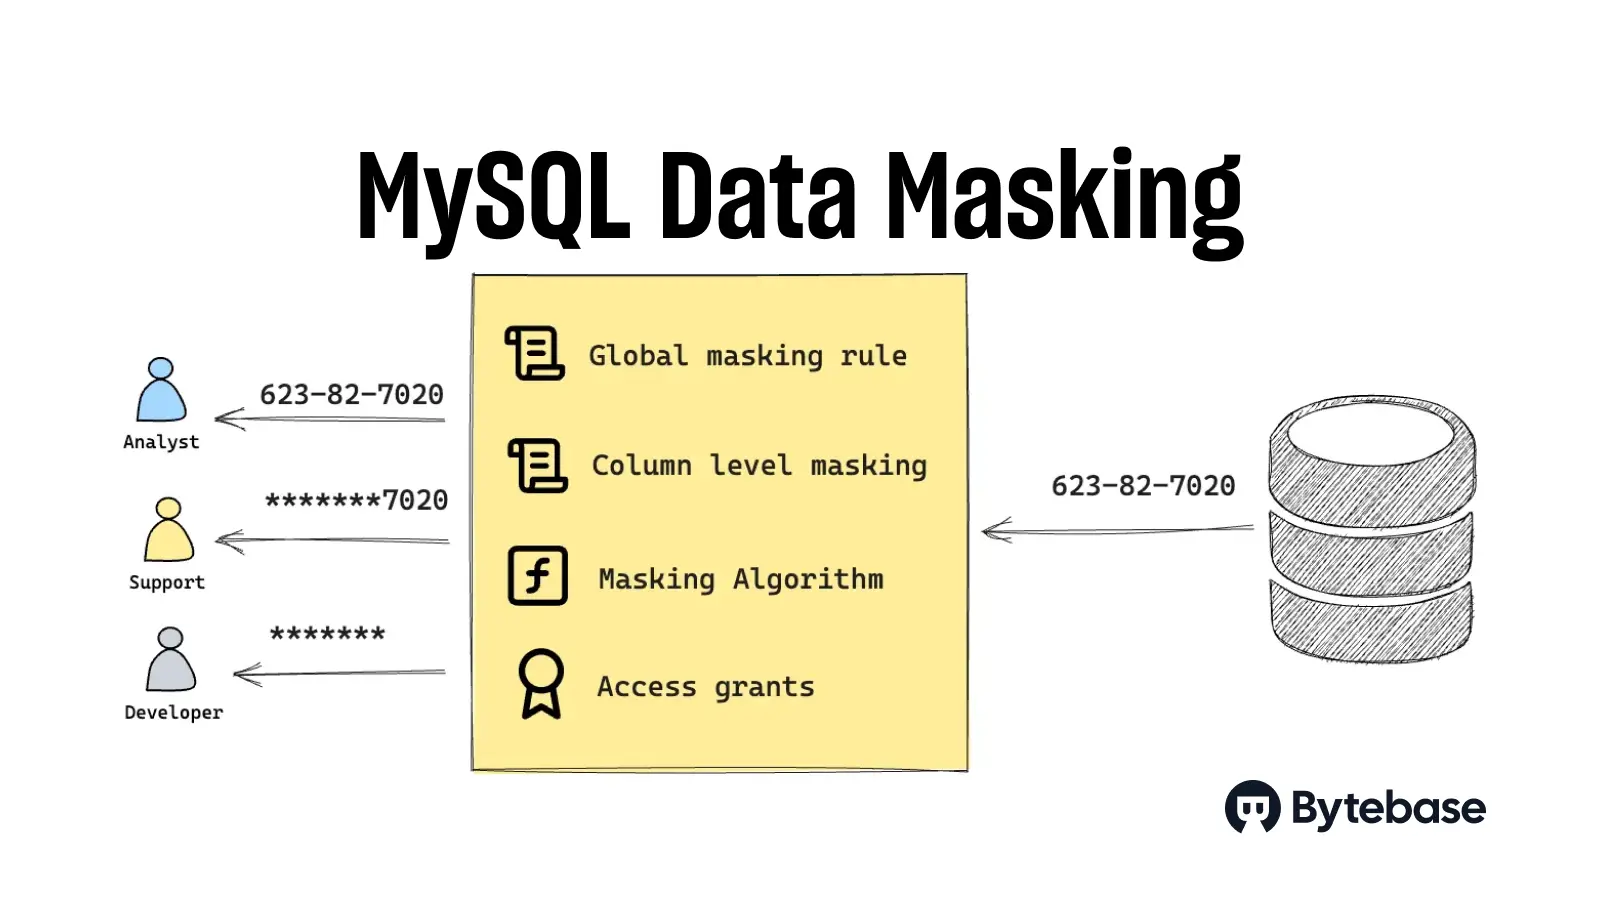 MySQL Data Masking
623-82-7020
Analyst
*******7020
Support
*******
Developer
Global masking rule
Column level masking
Masking Algorithm
Access grants
623-82-7020
Bytebase